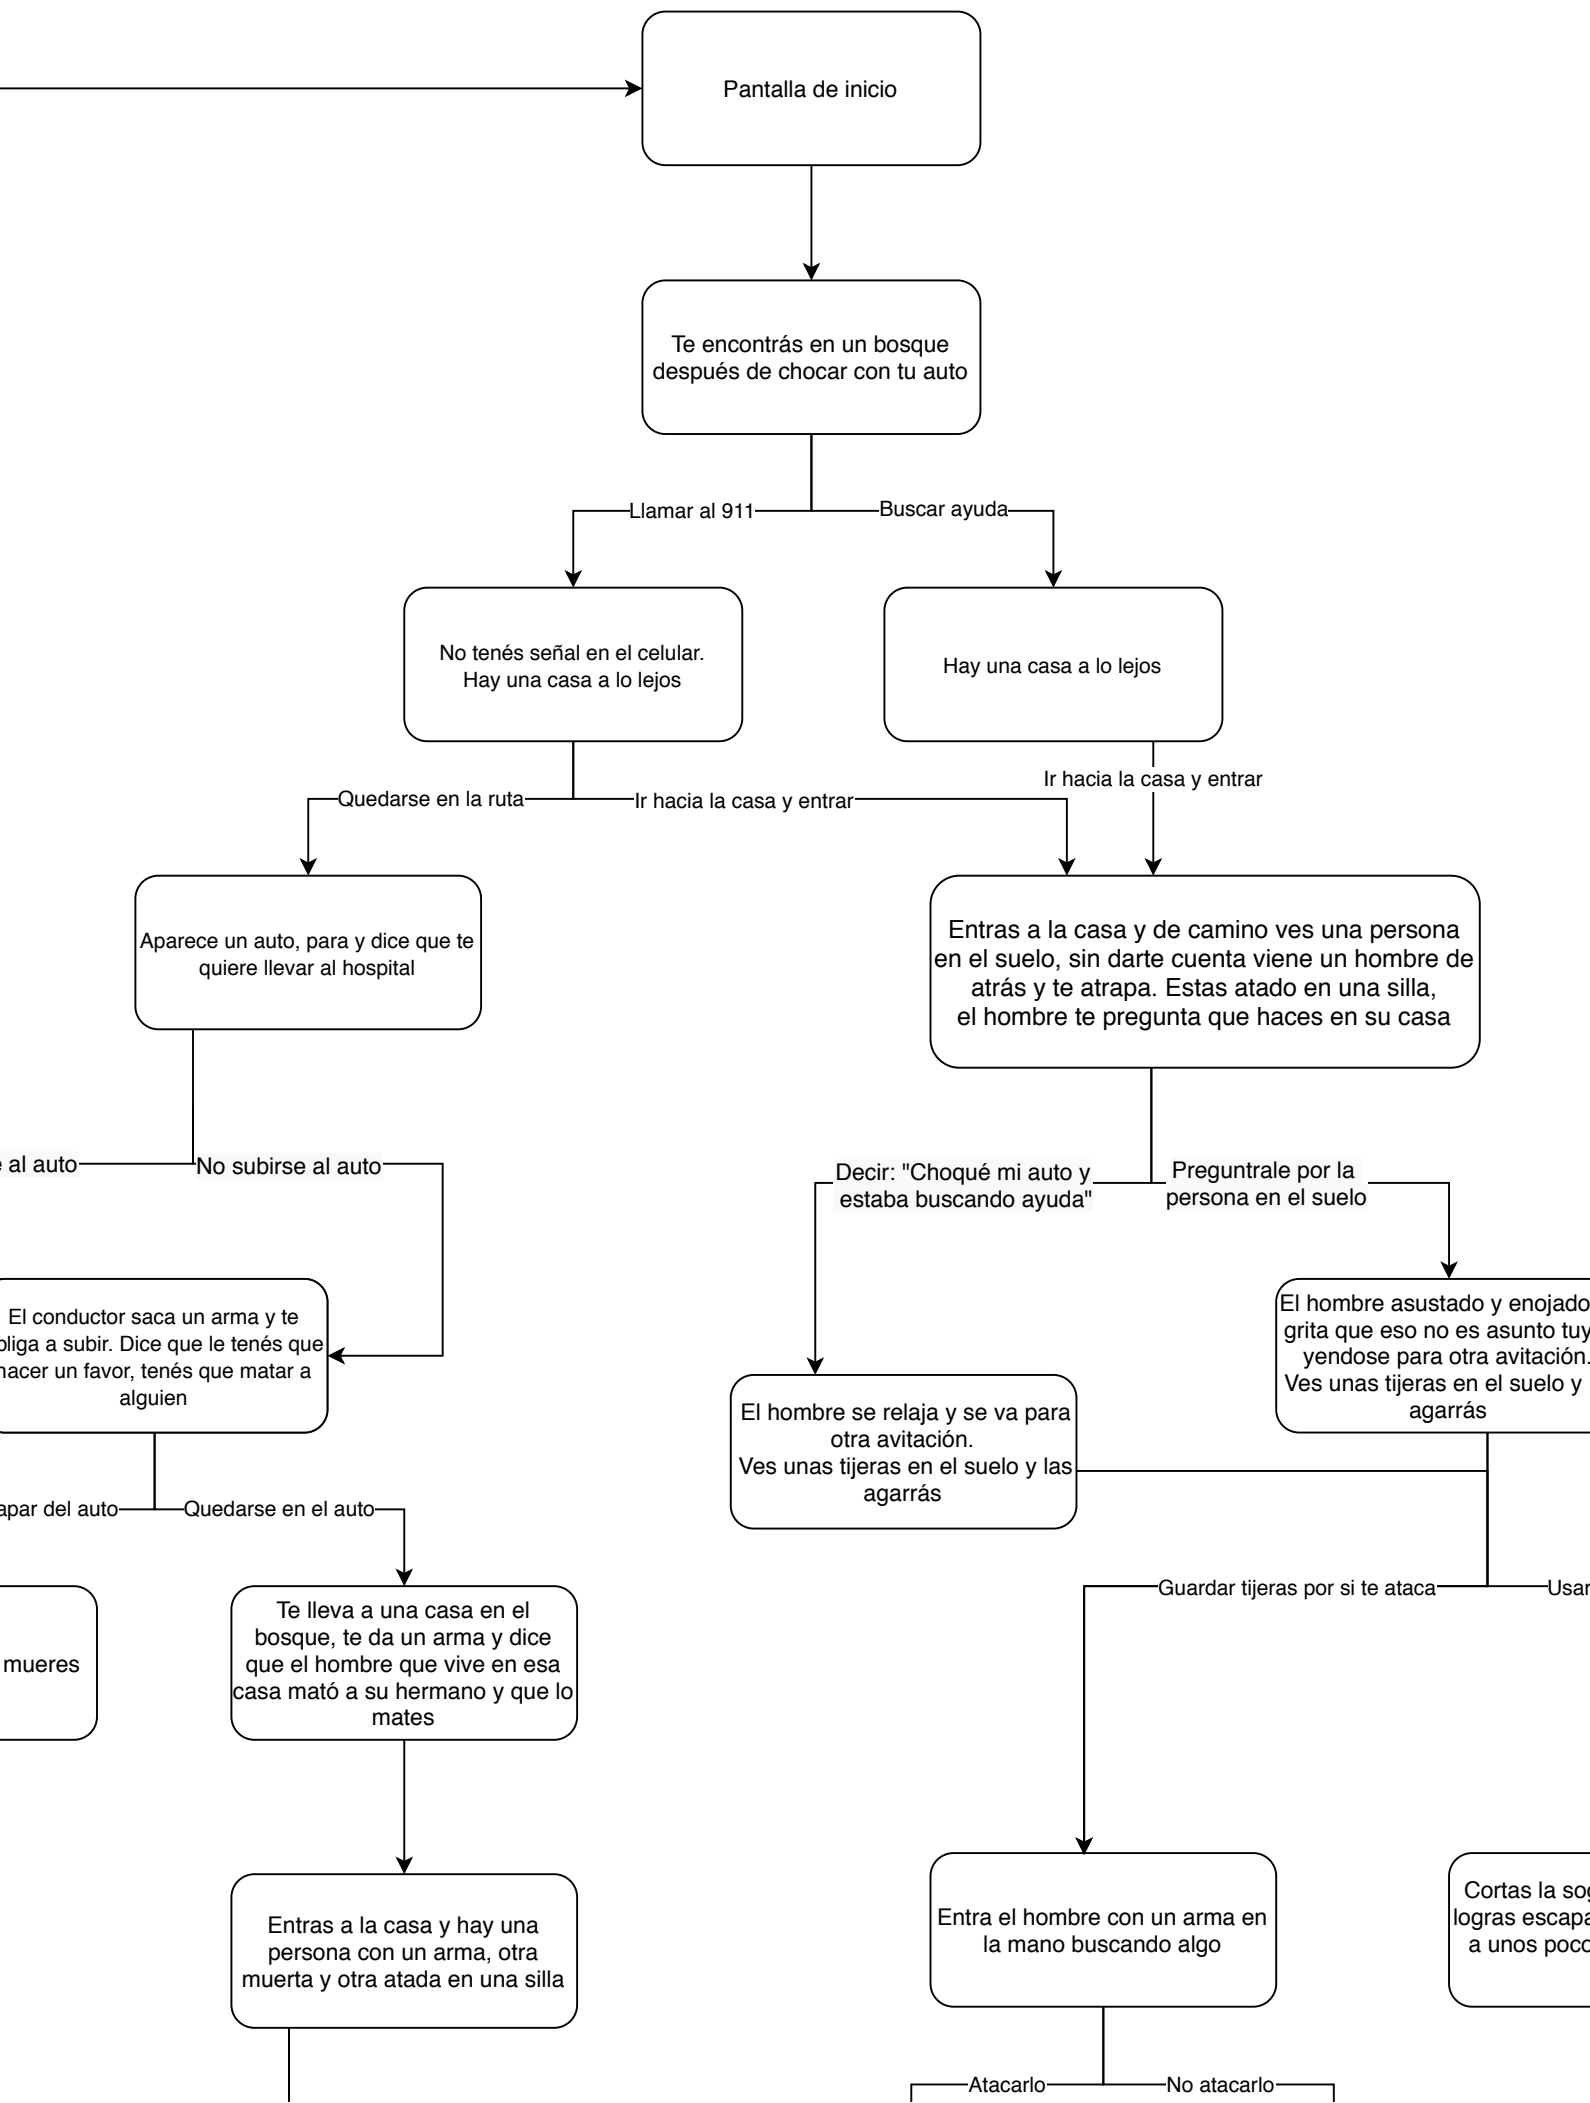 Pantalla de inicio
Te encontrás en un bosque
después de chocar con tu auto
Llamar al 911
Buscar ayuda
No tenés señal en el celular.
Hay una casa a lo lejos
Hay una casa a lo lejos
Ir hacia la casa y entrar
Quedarse en la ruta
Ir hacia la casa y entrar
Aparece un auto, para y dice que te
quiere llevar al hospital
Entras a la casa y de camino ves una persona
en el suelo, sin darte cuenta viene un hombre de
atrás y te atrapa. Estas atado en una silla,
el hombre te pregunta que haces en su casa
al auto
No subirse al auto
Decir: "Choqué mi auto y
estaba buscando ayuda"
Preguntrale por la
persona en el suelo
El conductor saca un arma y te
a subir. Dice que le tenés que
un favor, tenés que matar a
alguien
El hombre asustado y enojado
grita que eso no es asunto
yendose para otra avitación.
Ves unas tijeras en el suelo y
agarrás
El hombre se relaja y se va para
otra avitación.
Ves unas tijeras en el suelo y las
agarrás
del auto
Quedarse en el auto
Guardar tijeras por si te ataca
mueres
Te lleva a una casa en el
bosque, te da un arma y dice
que el hombre que vive en esa
casa mató a su hermano y que lo
mates
Entras a la casa y hay una
persona con un arma, otra
muerta y otra atada en una silla
Entra el hombre con un arma en
la mano buscando algo
Cortas la
logras
a unos
Atacarlo
No atacarlo